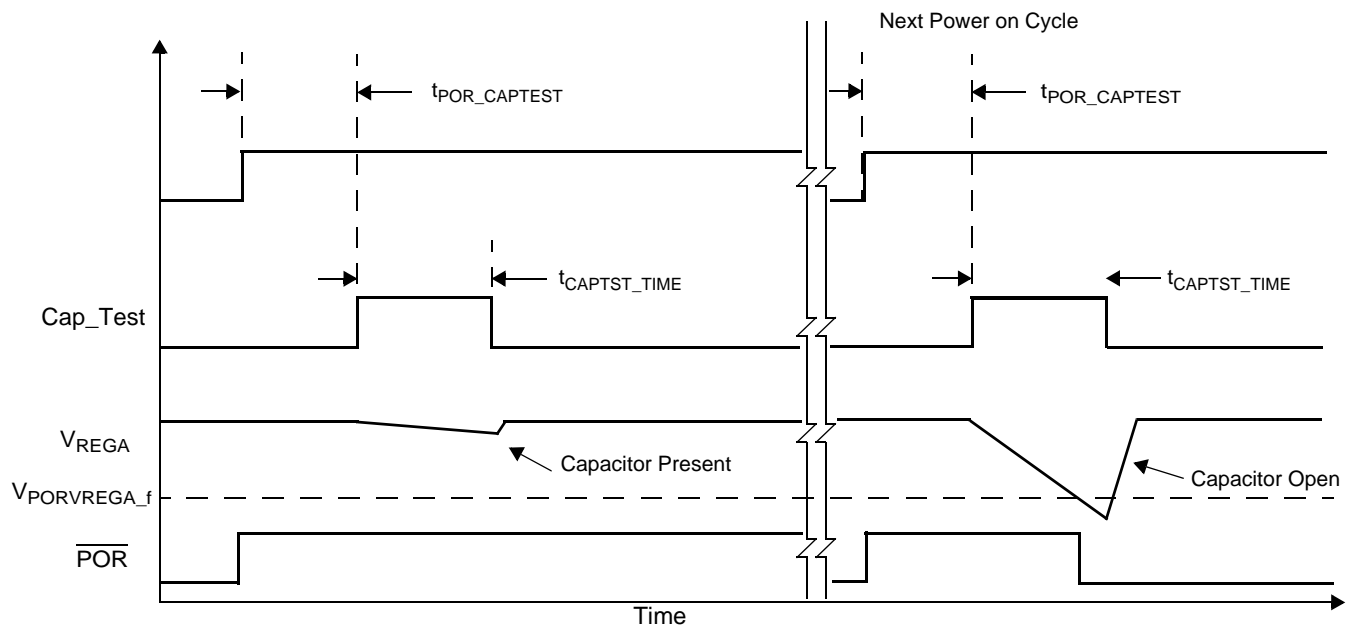 Next Power on Cycle
tPOR_CAPTEST
tPOR_CAPTEST
tCAPTST_TIME
tCAPTST_TIME
Cap_Test
VREGA
Capacitor Present
Capacitor Open
VPORVREGA_f
POR
Time